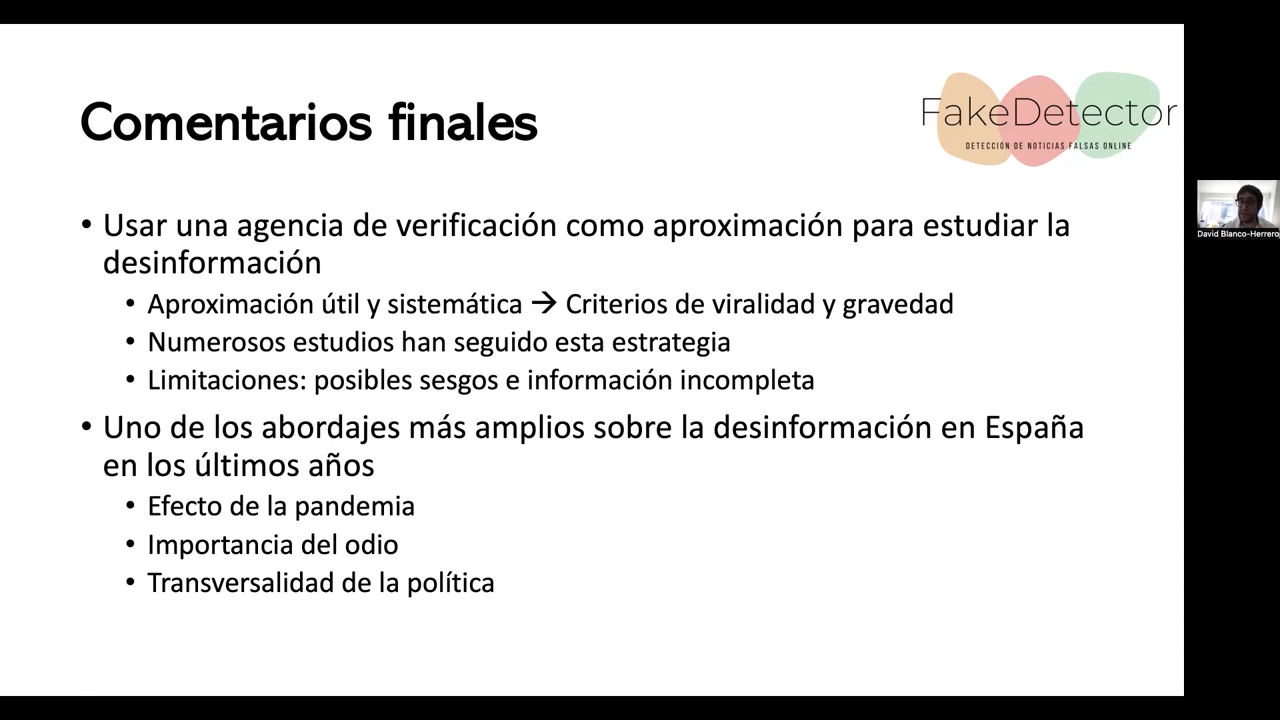 Comentarios finales
FakeDetector
DETECCIÓN DE NOTICIAS FALSAS ONLINE
• Usar una agencia de verificación como aproximación para estudiar la
desinformación
• Aproximación útil y sistemática → Criterios de viralidad y gravedad
• Numerosos estudios han seguido esta estrategia
• Limitaciones: posibles sesgos e información incompleta
• Uno de los abordajes más amplios sobre la desinformación en España
en los últimos años
• Efecto de la pandemia
• Importancia del odio
• Transversalidad de la política
David Blanco-Herrero